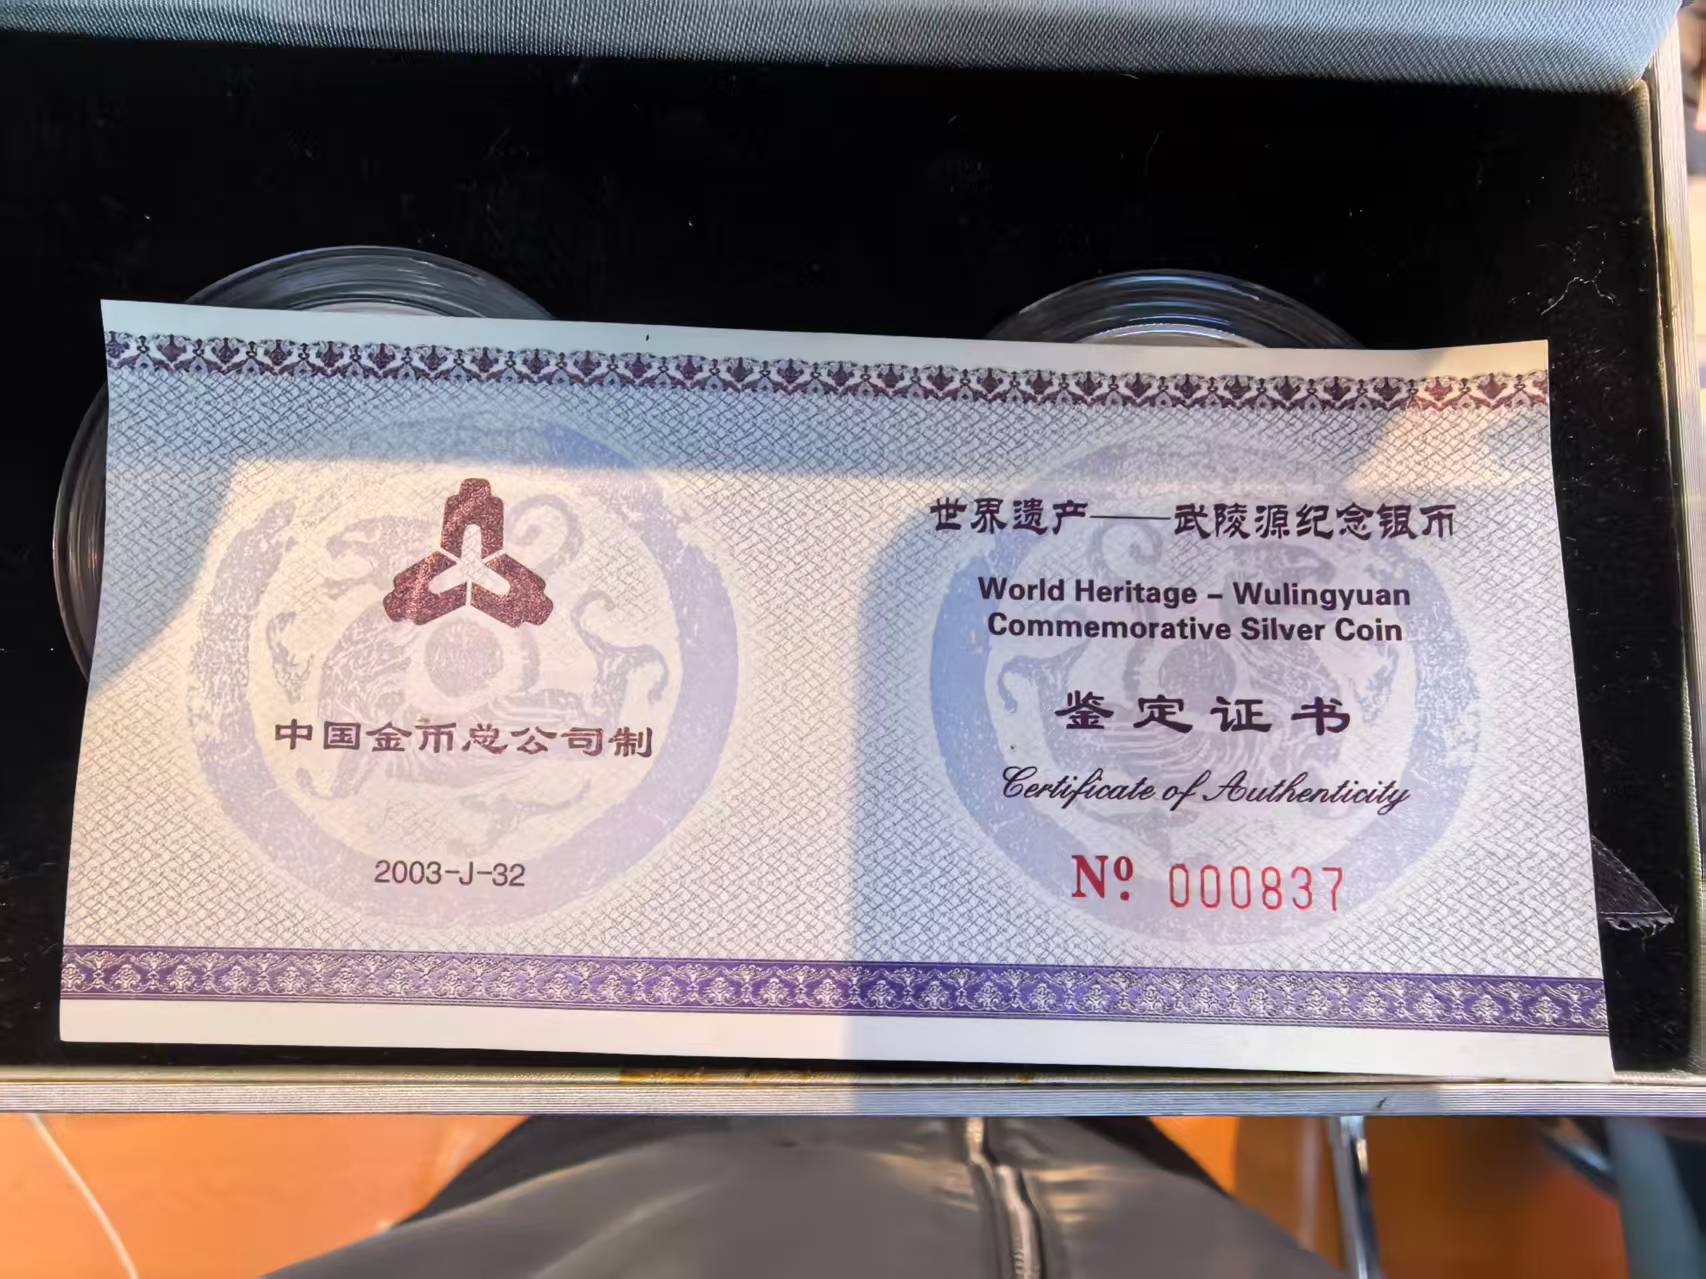 中国金币总公司制
2003-J-32
世界遗产——武陵源纪念银币
World Heritage – Wulingyuan
Commemorative Silver Coin
鉴定证书
Certificate of Authenticity
Nº. 000837